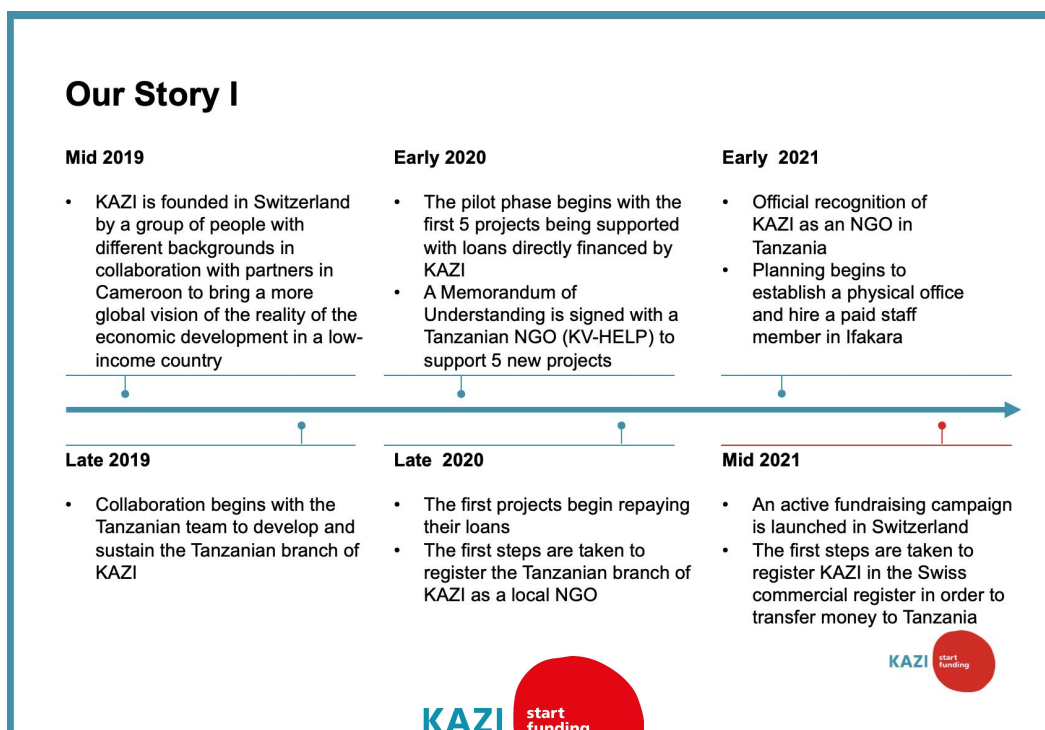 Our Story I
Mid 2019
• KAZI is founded in Switzerland
by a group of people with
different backgrounds in
collaboration with partners in
Cameroon to bring a more
global vision of the reality of the
economic development in a low-
income country
Early 2020
• The pilot phase begins with the
first 5 projects being supported
with loans directly financed by
KAZI
• A Memorandum of
Understanding is signed with a
Tanzanian NGO (KV-HELP) to
support 5 new projects
Early 2021
• Official recognition of
KAZI as an NGO in
Tanzania
• Planning begins to
establish a physical office
and hire a paid staff
member in Ifakara
Late 2019
• Collaboration begins with the
Tanzanian team to develop and
sustain the Tanzanian branch of
KAZI
Late 2020
• The first projects begin repaying
their loans
• The first steps are taken to
register the Tanzanian branch of
KAZI as a local NGO
Mid 2021
• An active fundraising campaign
is launched in Switzerland
• The first steps are taken to
register KAZI in the Swiss
commercial register in order to
transfer money to Tanzania
KAZI
start
funding
KAZI
start
funding